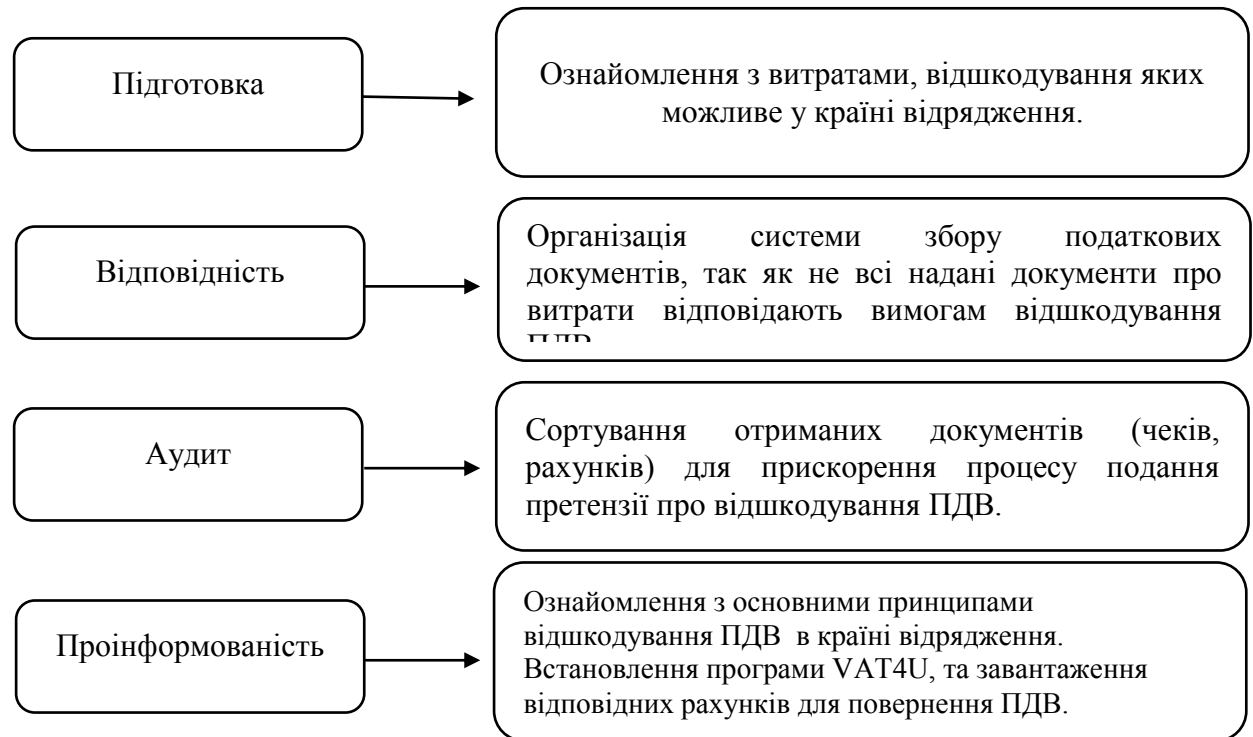 Підготовка
Ознайомлення з витратами, відшкодування яких
можливе у країні відрядження.
Відповідність
Організація системи збору податкових
документів, так як не всі надані документи про
витрати відповідають вимогам відшкодування
ПДВ
Аудит
Сортування отриманих документів (чеків,
рахунків) для прискорення процесу подання
претензії про відшкодування ПДВ.
Проінформованість
Ознайомлення з основними принципами
відшкодування ПДВ в країні відрядження.
Встановлення програми VAT4U, та завантаження
відповідних рахунків для повернення ПДВ.